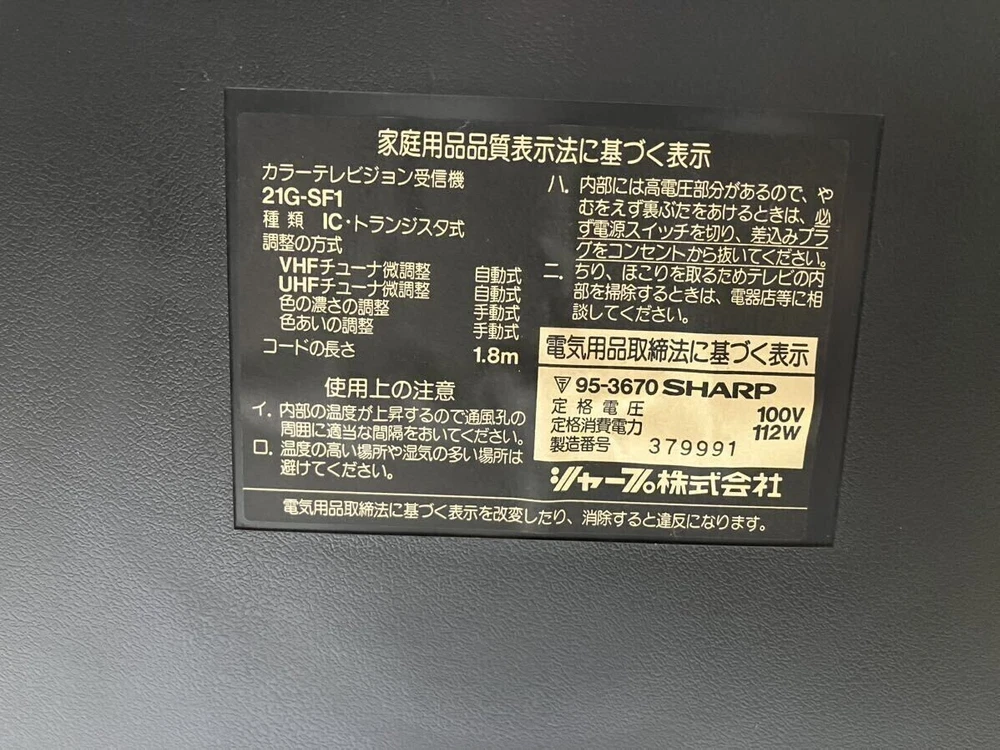 家庭用品品質表示法に基づく表示
カラーテレビジョン受信機
21G-SF1
種類 IC・トランジスタ式
調整の方式
VHFチューナ微調整 自動式
UHFチューナ微調整 自動式
色の濃さの調整 手動式
色あいの調整 手動式
コードの長さ 1.8m
使用上の注意
イ. 内部の温度が上昇するので通風孔の
周囲に適当な間隔をおいてください。
ロ. 温度の高い場所や湿気の多い場所は
避けてください。
ハ. 内部には高電圧部分があるので、や
むをえず裏ぶたをあけるときは、必
ず電源スイッチを切り、差込みプラ
グをコンセントから抜いてください。
ニ. ちり、ほこりを取るためテレビの内
部を掃除するときは、電器店等に相
談してください。
電気用品取締法に基づく表示
95-3670 SHARP
定格電圧 100V
定格消費電力 112W
製造番号 379991
シャープ株式会社
電気用品取締法に基づく表示を改変したり、消除すると違反になります。